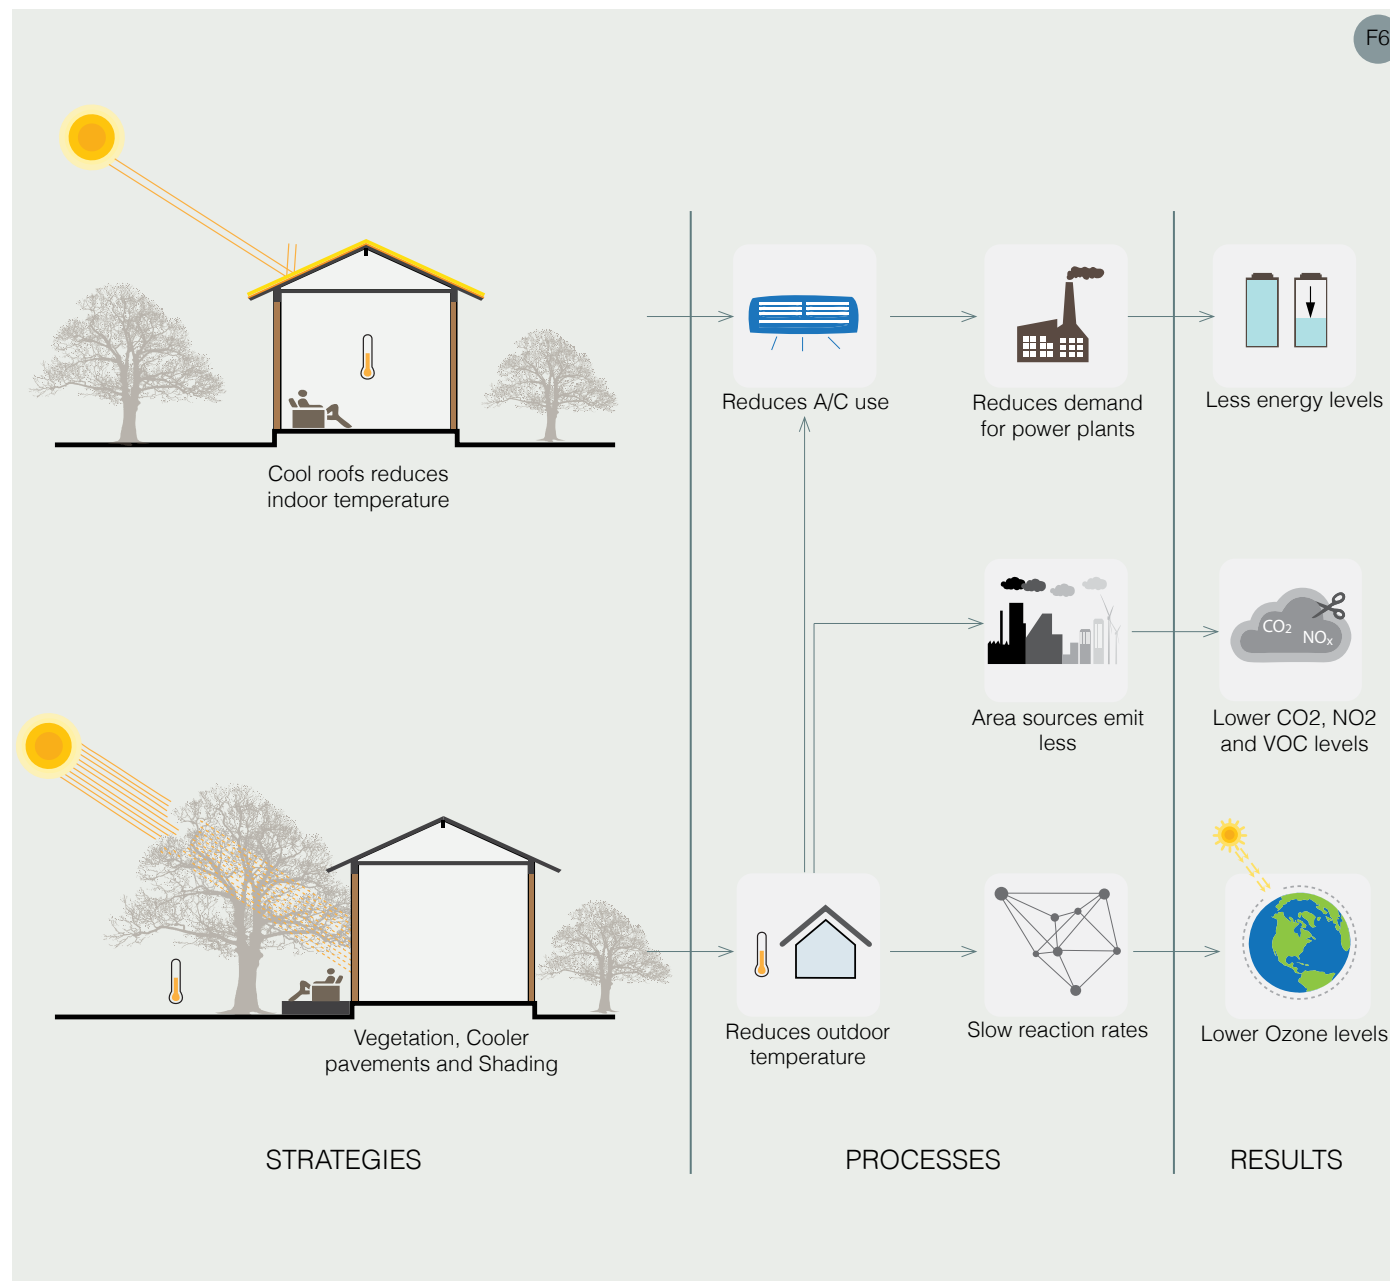 F6
Reduces A/C use
Reduces demand
for power plants
Less energy levels
Cool roofs reduces
indoor temperature
CO₂
NOₓ
Area sources emit
less
Lower CO2, NO2
and VOC levels
Vegetation, Cooler
pavements and Shading
Reduces outdoor
temperature
Slow reaction rates
Lower Ozone levels
STRATEGIES
PROCESSES
RESULTS